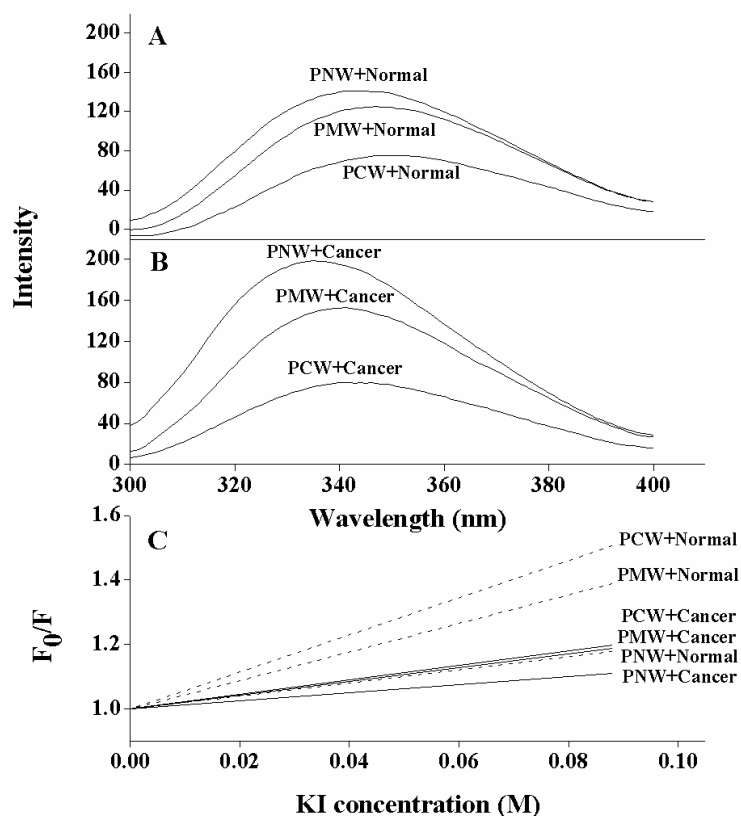 A
200
160
120
80
40
0
PNW+Normal
PMW+Normal
PCW+Normal
Intensity
B
200
160
120
80
40
0
PNW+Cancer
PMW+Cancer
PCW+Cancer
300 320 340 360 380 400
Wavelength (nm)
C
1.6
1.4
1.2
1.0
F0/F
PCW+Normal
PMW+Normal
PCW+Cancer
PMW+Cancer
PNW+Normal
PNW+Cancer
0.00 0.02 0.04 0.06 0.08 0.10
KI concentration (M)